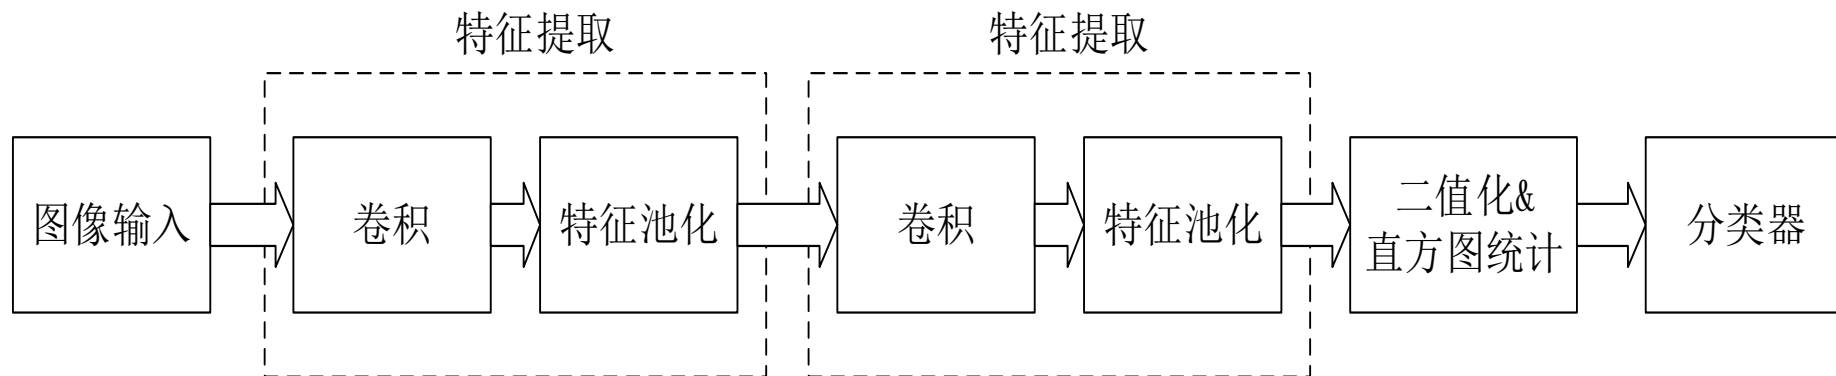 特征提取
特征提取
图像输入
卷积
特征池化
卷积
特征池化
二值化&
直方图统计
分类器